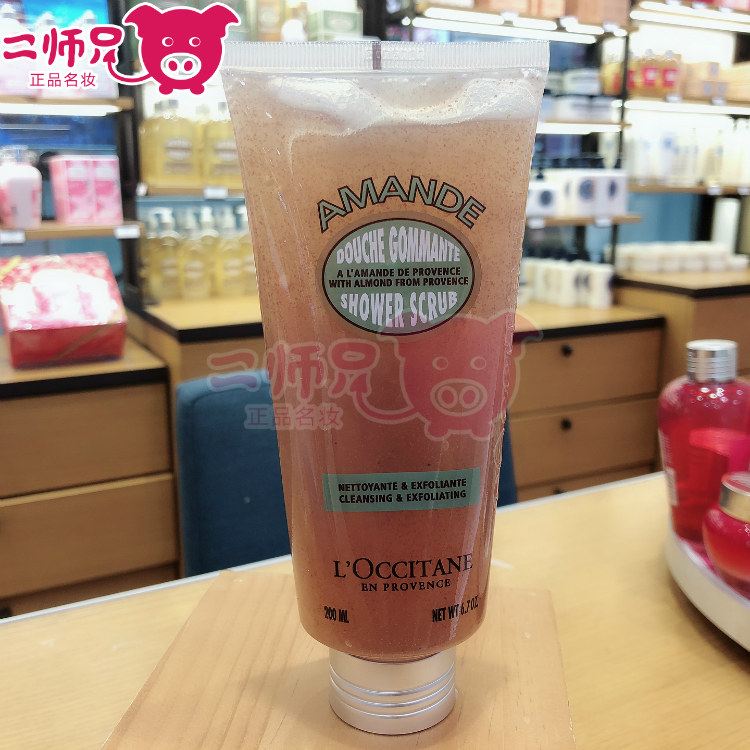 二师兄
正品名妆
AMANDE
DOUCHE GOMMANTE
A L'AMANDE DE PROVENCE
WITH ALMOND FROM PROVENCE
SHOWER SCRUB
二师兄
正品名妆
NETTOYANTE & EXFOLIANTE
CLEANSING & EXFOLIATING
L'OCCITANE
EN PROVENCE
200 ML
NET WT 6.7 OZ.